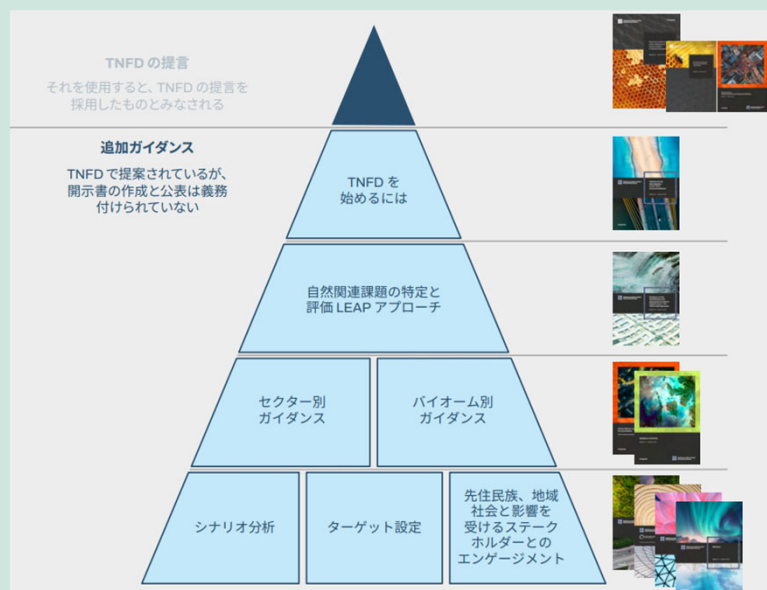 TNFD の提言
それを使用すると、TNFD の提言を
採用したものとみなされる
追加ガイダンス
TNFD で提案されているが、
開示書の作成と公表は義務
付けられていない
TNFD を
始めるには
自然関連課題の特定と
評価 LEAP アプローチ
セクター別
ガイダンス
バイオーム別
ガイダンス
シナリオ分析
ターゲット設定
先住民族、地域
社会と影響を
受けるステーク
ホルダーとの
エンゲージメント